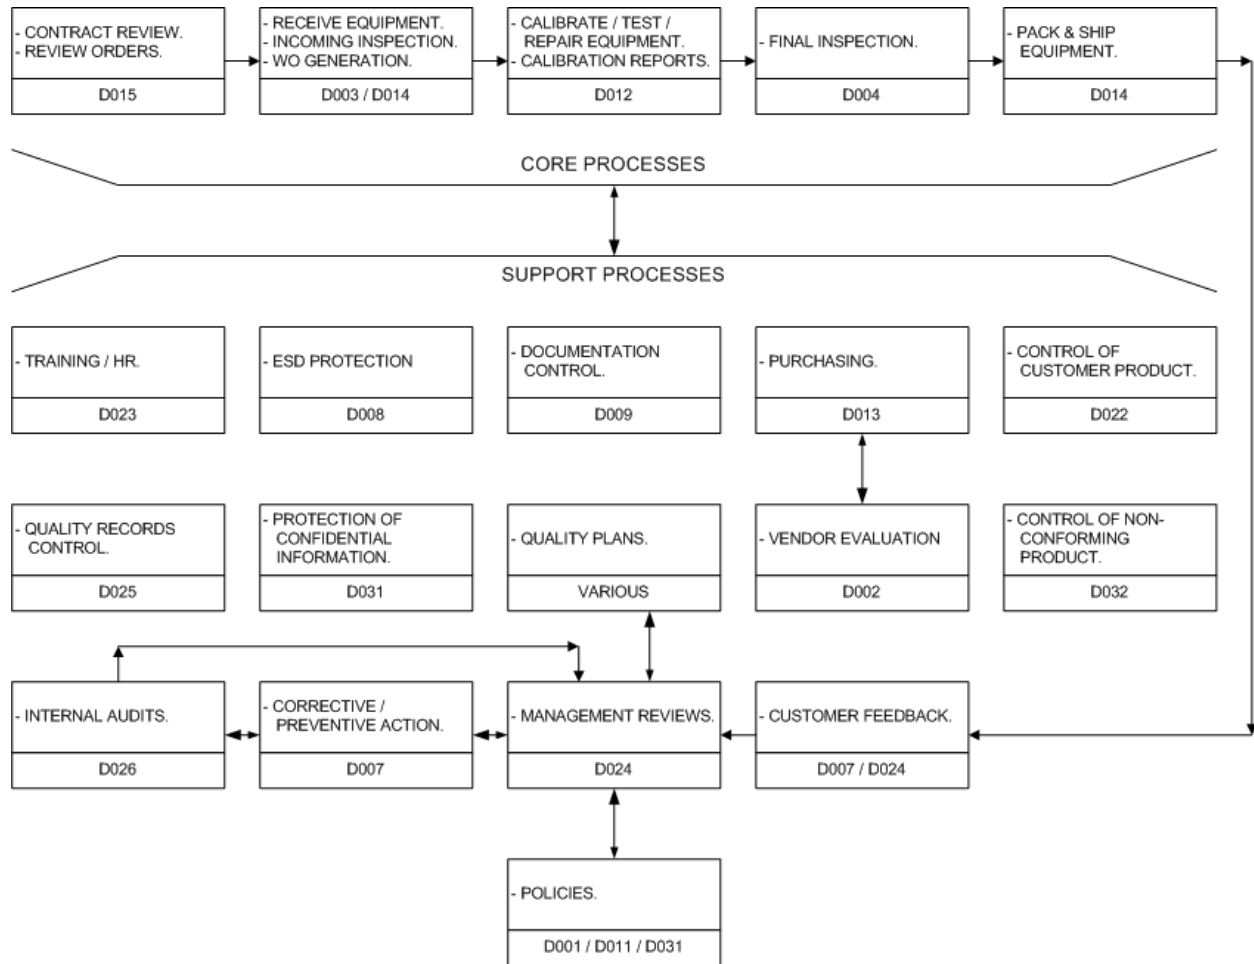 - CONTRACT REVIEW.
- REVIEW ORDERS.
D015
- RECEIVE EQUIPMENT.
- INCOMING INSPECTION.
- WO GENERATION.
D003 / D014
- CALIBRATE / TEST /
REPAIR EQUIPMENT.
- CALIBRATION REPORTS.
D012
- FINAL INSPECTION.
D004
- PACK & SHIP
EQUIPMENT.
D014
CORE PROCESSES
SUPPORT PROCESSES
- TRAINING / HR.
D023
- ESD PROTECTION
D008
- DOCUMENTATION
CONTROL.
D009
- PURCHASING.
D013
- CONTROL OF
CUSTOMER PRODUCT.
D022
- QUALITY RECORDS
CONTROL.
D025
- PROTECTION OF
CONFIDENTIAL
INFORMATION.
D031
- QUALITY PLANS.
VARIOUS
- VENDOR EVALUATION
D002
- CONTROL OF NON-
CONFORMING
PRODUCT.
D032
- INTERNAL AUDITS.
D026
- CORRECTIVE /
PREVENTIVE ACTION.
D007
- MANAGEMENT REVIEWS.
D024
- CUSTOMER FEEDBACK.
D007 / D024
- POLICIES.
D001 / D011 / D031